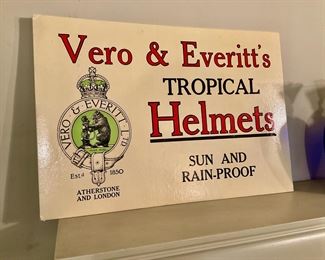 Vero & Everitt's
TROPICAL
Helmets
SUN AND
RAIN-PROOF
VERO & EVERITT LTD
Estd 1850
ATHERSTONE
AND LONDON